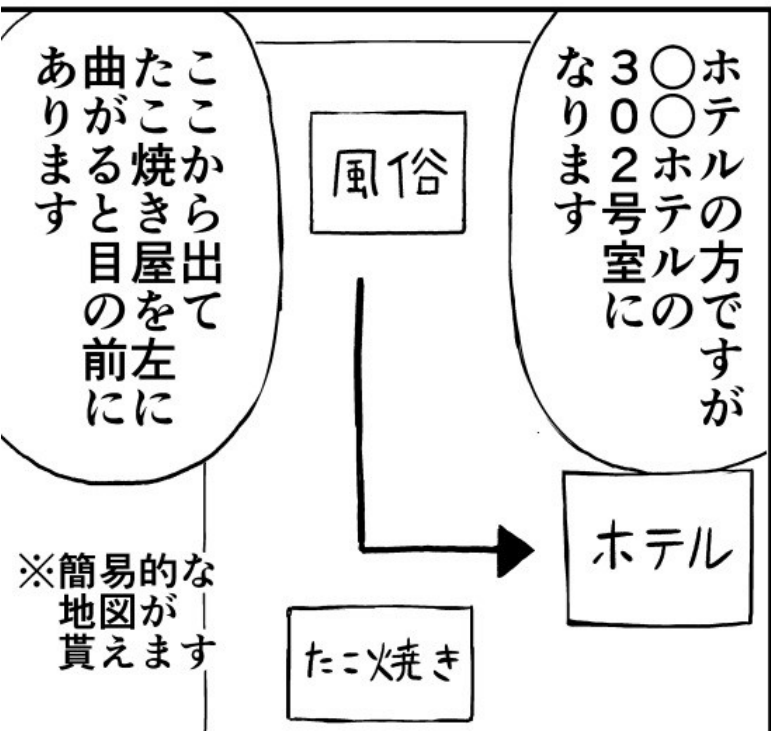 ホテルの方ですが
○○ホテルの
302号室に
なります
風俗
ホテル
たこ焼き
ここから出て
たこ焼き屋を左に
曲がると目の前に
あります
※簡易的な
地図が
貰えます